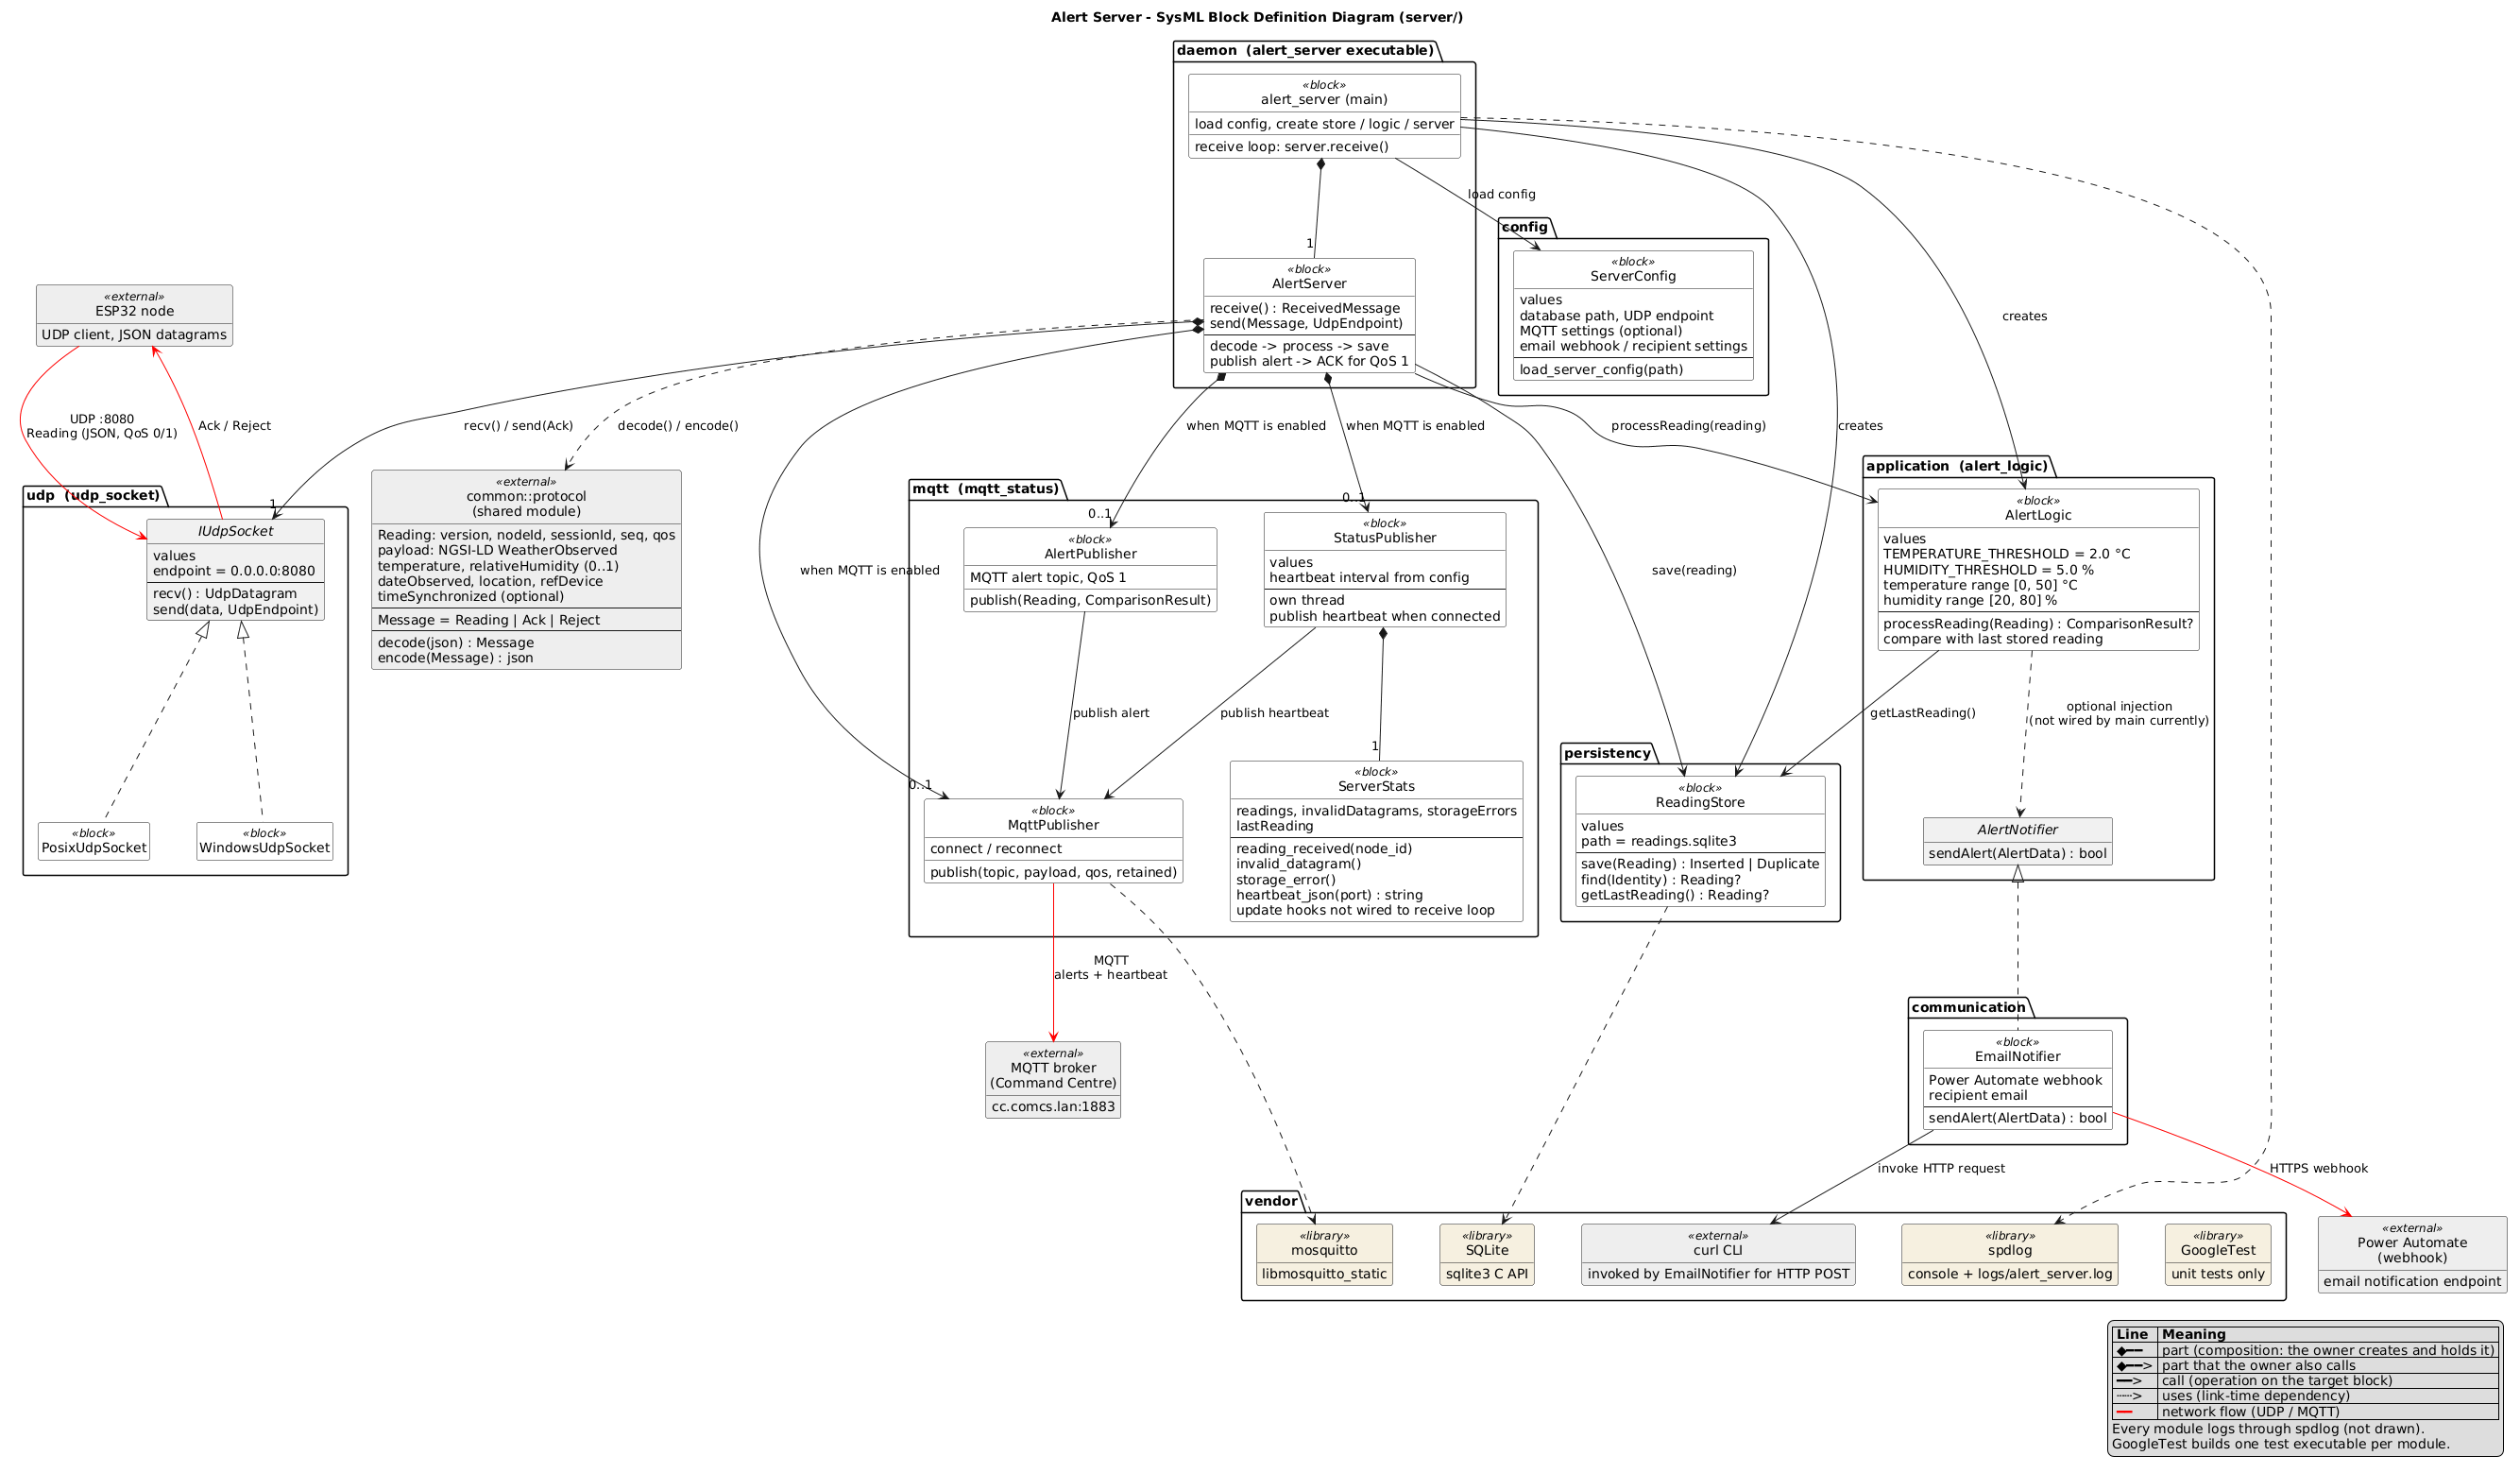 Alert Server - SysML Block Definition Diagram (server/)
daemon  (alert_server executable)
«block»
alert_server (main)
load config, create store / logic / server
receive loop: server.receive()
load config
1
config
«block»
ServerConfig
values
database path, UDP endpoint
MQTT settings (optional)
email webhook / recipient settings
load_server_config(path)
«block»
AlertServer
receive() : ReceivedMessage
send(Message, UdpEndpoint)
decode -> process -> save
publish alert -> ACK for QoS 1
creates
«external»
ESP32 node
UDP client, JSON datagrams
UDP :8080
Reading (JSON, QoS 0/1)
Ack / Reject
recv() / send(Ack)
decode() / encode()
when MQTT is enabled
when MQTT is enabled
processReading(reading)
creates
udp  (udp_socket)
1
IUdpSocket
values
endpoint = 0.0.0.0:8080
recv() : UdpDatagram
send(data, UdpEndpoint)
«block»
PosixUdpSocket
«block»
WindowsUdpSocket
«external»
common::protocol
(shared module)
Reading: version, nodeId, sessionId, seq, qos
payload: NGSI-LD WeatherObserved
temperature, relativeHumidity (0..1)
dateObserved, location, refDevice
timeSynchronized (optional)
Message = Reading | Ack | Reject
decode(json) : Message
encode(Message) : json
when MQTT is enabled
mqtt  (mqtt_status)
0..1
«block»
AlertPublisher
MQTT alert topic, QoS 1
publish(Reading, ComparisonResult)
0..1
«block»
StatusPublisher
values
heartbeat interval from config
own thread
publish heartbeat when connected
publish alert
publish heartbeat
1
0..1
«block»
MqttPublisher
connect / reconnect
publish(topic, payload, qos, retained)
«block»
ServerStats
readings, invalidDatagrams, storageErrors
lastReading
reading_received(node_id)
invalid_datagram()
storage_error()
heartbeat_json(port) : string
update hooks not wired to receive loop
save(reading)
application  (alert_logic)
«block»
AlertLogic
values
TEMPERATURE_THRESHOLD = 2.0 °C
HUMIDITY_THRESHOLD = 5.0 %
temperature range [0, 50] °C
humidity range [20, 80] %
processReading(Reading) : ComparisonResult?
compare with last stored reading
getLastReading()
optional injection
(not wired by main currently)
AlertNotifier
sendAlert(AlertData) : bool
persistency
«block»
ReadingStore
values
path = readings.sqlite3
save(Reading) : Inserted | Duplicate
find(Identity) : Reading?
getLastReading() : Reading?
MQTT
alerts + heartbeat
«external»
MQTT broker
(Command Centre)
cc.comcs.lan:1883
communication
«block»
EmailNotifier
Power Automate webhook
recipient email
sendAlert(AlertData) : bool
invoke HTTP request
HTTPS webhook
vendor
«library»
mosquitto
libmosquitto_static
«library»
SQLite
sqlite3 C API
«external»
curl CLI
invoked by EmailNotifier for HTTP POST
«library»
spdlog
console + logs/alert_server.log
«library»
GoogleTest
unit tests only
«external»
Power Automate
(webhook)
email notification endpoint
Line Meaning
◆━━ part (composition: the owner creates and holds it)
◆━━> part that the owner also calls
━━> call (operation on the target block)
┄┄> uses (link-time dependency)
━━ network flow (UDP / MQTT)
Every module logs through spdlog (not drawn).
GoogleTest builds one test executable per module.